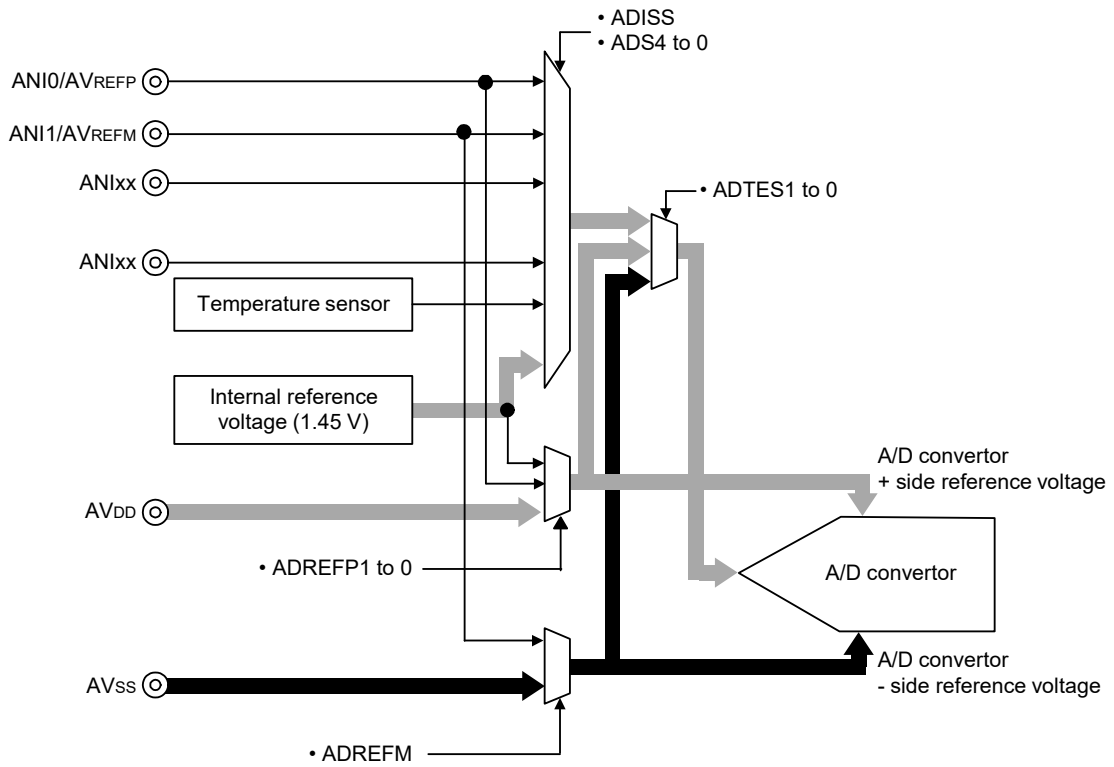 • ADISS
• ADS4 to 0
ANI0/AVREFP
ANI1/AVREFM
ANIxx
• ADTES1 to 0
ANIxx
Temperature sensor
Internal reference
voltage (1.45 V)
A/D convertor
+ side reference voltage
AVDD
• ADREFP1 to 0
A/D convertor
A/D convertor
- side reference voltage
AVSS
• ADREFM